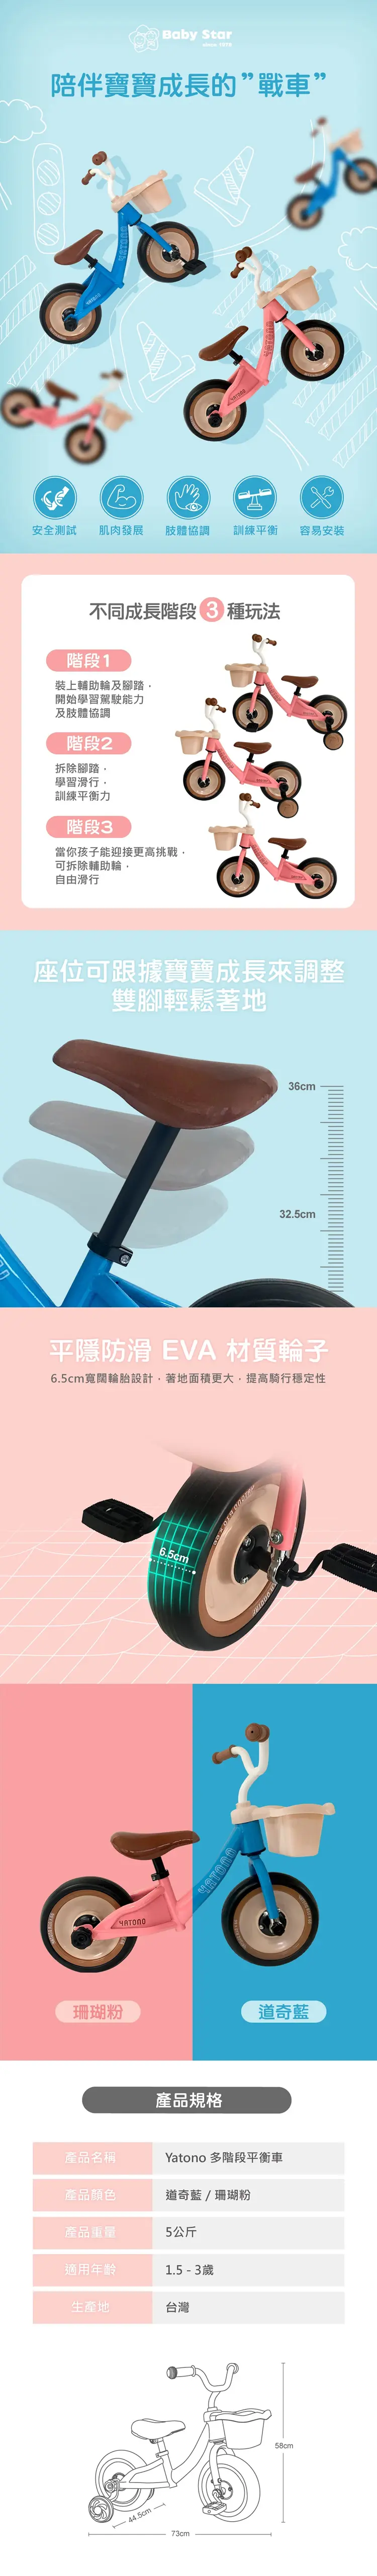 Baby Star
since 1978
陪伴寶寶成長的”戰車”
安全測試
肌肉發展
肢體協調
訓練平衡
容易安裝
不同成長階段3種玩法
階段1
裝上輔助輪及腳踏，
開始學習駕駛能力
及肢體協調
階段2
拆除腳踏，
學習滑行，
訓練平衡力
階段3
當你孩子能迎接更高挑戰，
可拆除輔助輪，
自由滑行
座位可跟據寶寶成長來調整
雙腳輕鬆著地
36cm
32.5cm
平隱防滑 EVA 材質輪子
6.5cm寬闊輪胎設計，著地面積更大，提高騎行穩定性
6.5cm
YATONO
YATONO
珊瑚粉
道奇藍
產品規格
產品名稱
Yatono 多階段平衡車
產品顏色
道奇藍 / 珊瑚粉
產品重量
5公斤
適用年齡
1.5 - 3歲
生產地
台灣
58cm
44.5cm
73cm